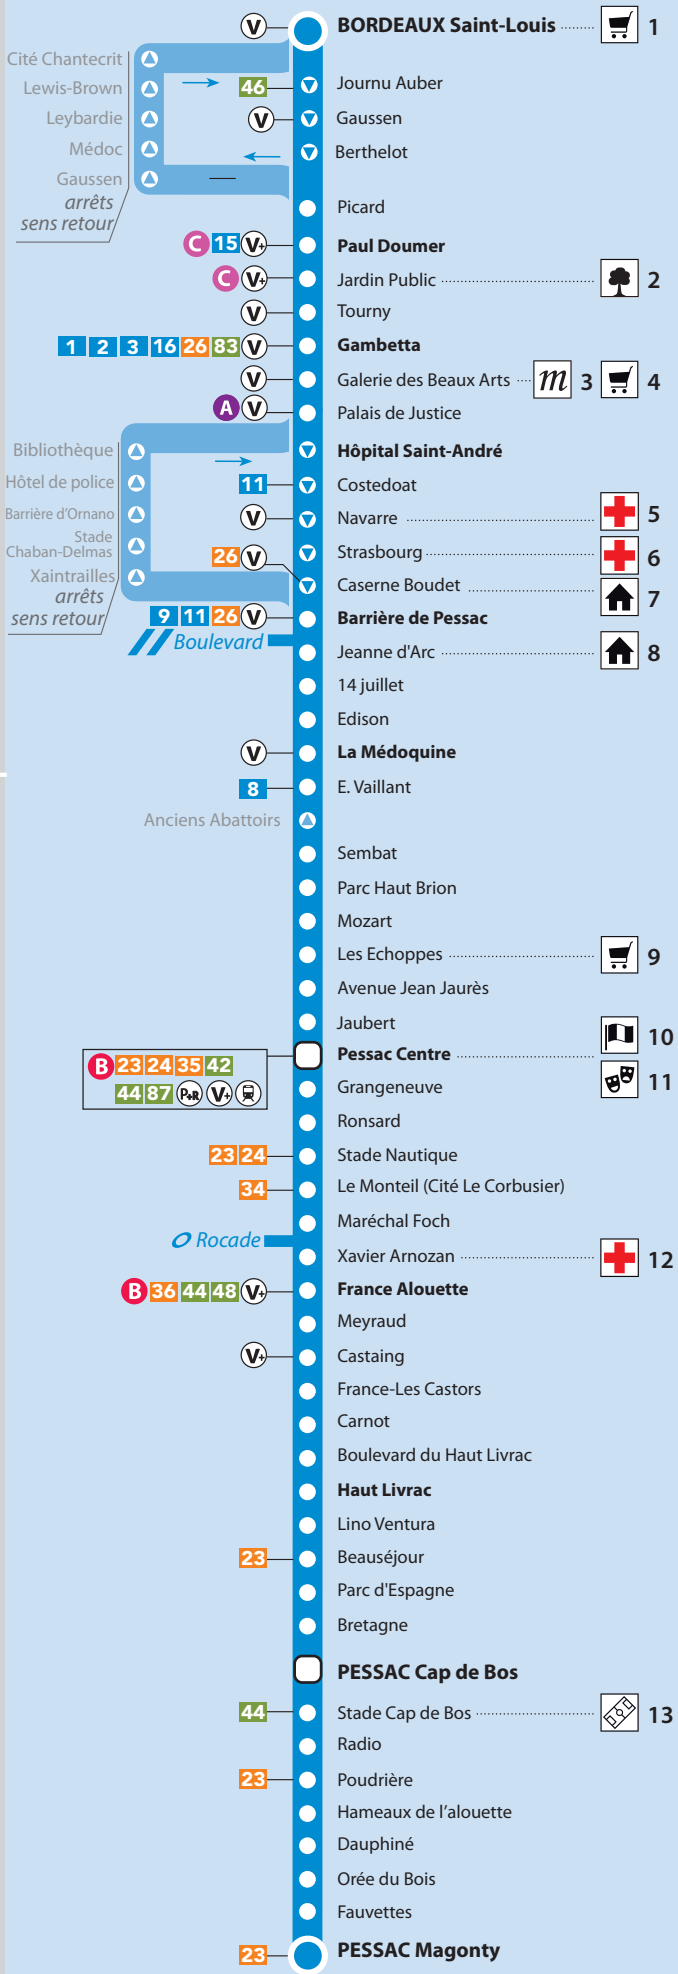 V
BORDEAUX Saint-Louis
1
Cité Chantecrit
Lewis-Brown
46
Journu Auber
Leybardie
V
Gaussen
Médoc
Berthelot
Gaussen
arrêts
sens retour
Picard
C 15 V+
Paul Doumer
C V+
Jardin Public
2
V
Tourny
1 2 3 16 26 83 V
Gambetta
V
Galerie des Beaux Arts
m 3
4
A V
Palais de Justice
Bibliothèque
Hôpital Saint-André
Hôtel de police
11
Costedoat
Barrière d'Ornano
V
Navarre
5
Stade
Chaban-Delmas
26 V
Strasbourg
6
Xaintrailles
Caserne Boudet
7
arrêts
sens retour
9 11 26 V
Barrière de Pessac
Boulevard
Jeanne d'Arc
8
14 juillet
Edison
V
La Médoquine
8
E. Vaillant
Anciens Abattoirs
Sembat
Parc Haut Brion
Mozart
Les Echoppes
9
Avenue Jean Jaurès
Jaubert
10
B 23 24 35 42
44 87 P+R V+
Pessac Centre
11
Grangeneuve
Ronsard
23 24
Stade Nautique
34
Le Monteil (Cité Le Corbusier)
Maréchal Foch
Rocade
Xavier Arnozan
12
B 36 44 48 V+
France Alouette
Meyraud
V+
Castaing
France-Les Castors
Carnot
Boulevard du Haut Livrac
Haut Livrac
Lino Ventura
23
Beauséjour
Parc d'Espagne
Bretagne
PESSAC Cap de Bos
44
Stade Cap de Bos
13
Radio
23
Poudrière
Hameaux de l'alouette
Dauphiné
Orée du Bois
Fauvettes
23
PESSAC Magonty